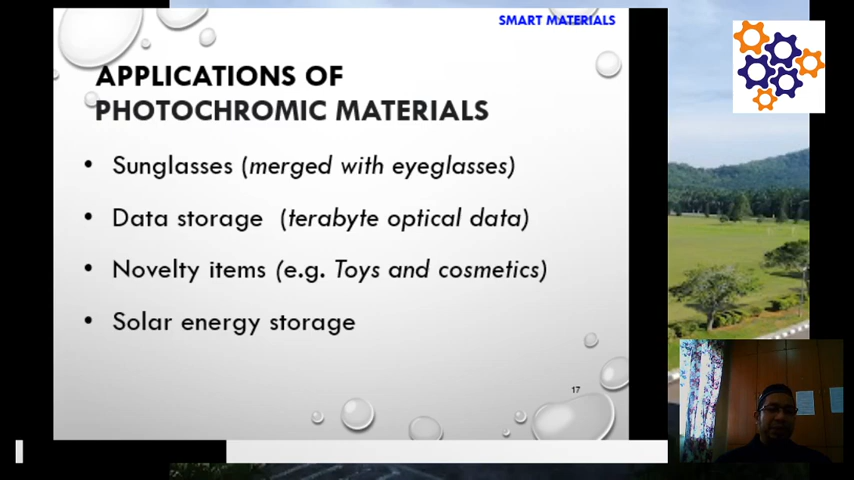 SMART MATERIALS
APPLICATIONS OF
PHOTOCHROMIC MATERIALS
• Sunglasses (merged with eyeglasses)
• Data storage (terabyte optical data)
• Novelty items (e.g. Toys and cosmetics)
• Solar energy storage
17